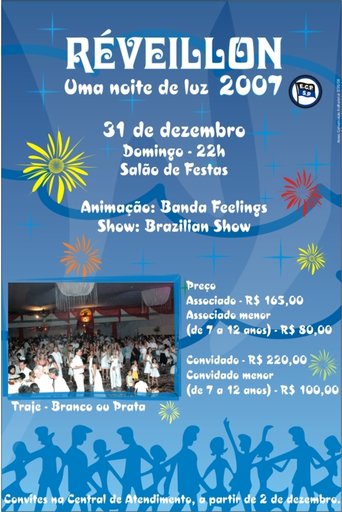 RÉVEILLON
Uma noite de luz 2007
E.C.P.
S.P
31 de dezembro
Domingo - 22h
Salão de Festas
Animação: Banda Feelings
Show: Brazilian Show
Preço
Associado - R$ 165,00
Associado menor
(de 7 a 12 anos) - R$ 80,00
Convidado - R$ 220,00
Convidado menor
(de 7 a 12 anos) - R$ 100,00
Traje - Branco ou Prata
Convites na Central de Atendimento, a partir de 2 de dezembro.